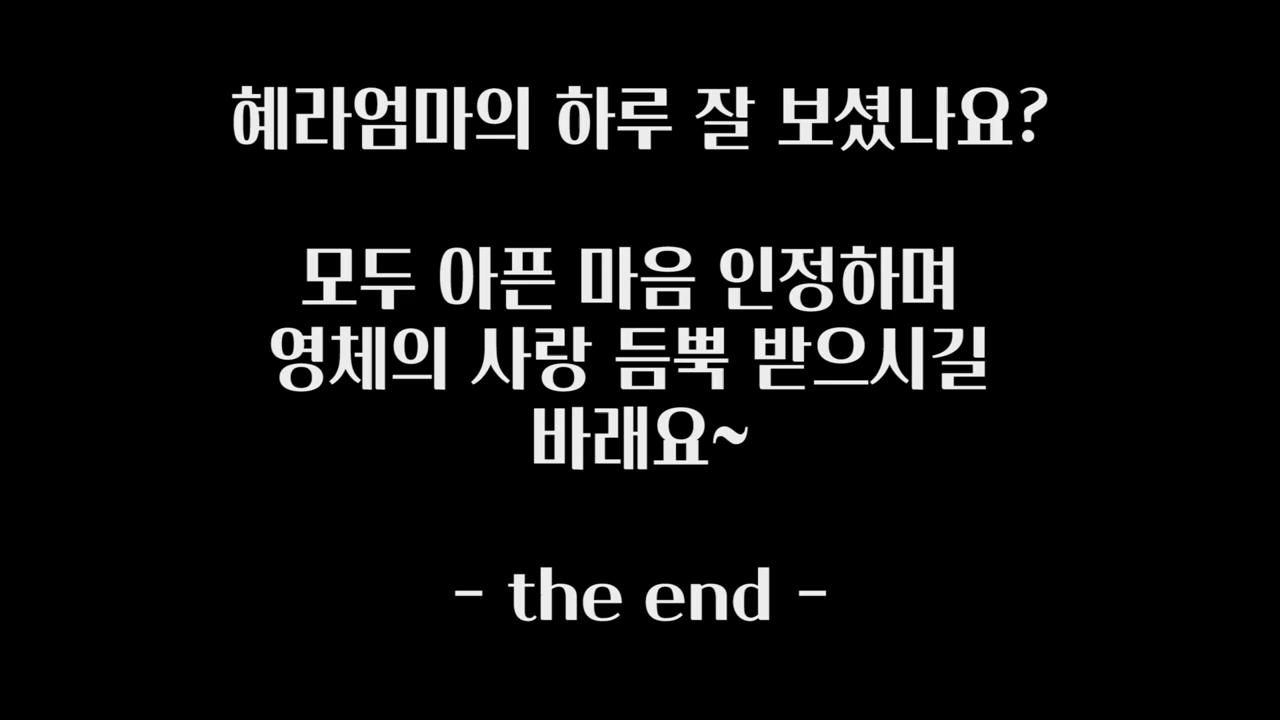 혜라엄마의 하루 잘 보셨나요?
모두 아픈 마음 인정하며
영체의 사랑 듬뿍 받으시길
바래요~
- the end -